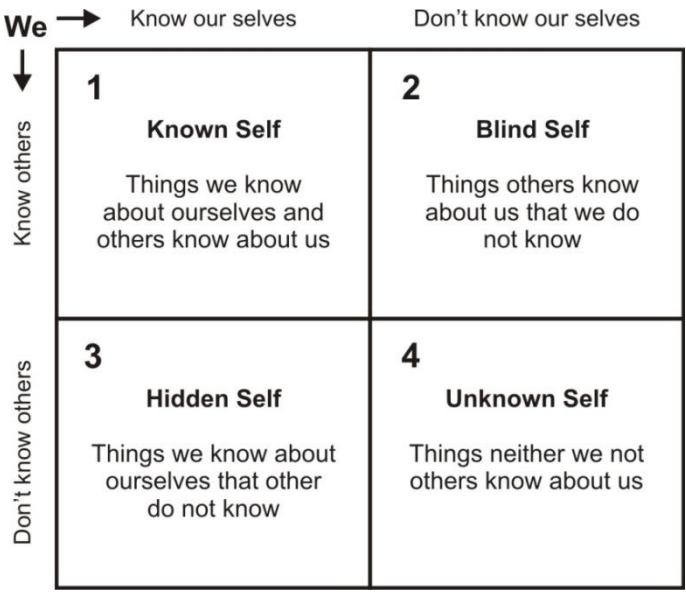 We
Know our selves
Don't know our selves
Know others
1
Known Self
Things we know
about ourselves and
others know about us
2
Blind Self
Things others know
about us that we do
not know
Don't know others
3
Hidden Self
Things we know about
ourselves that other
do not know
4
Unknown Self
Things neither we not
others know about us